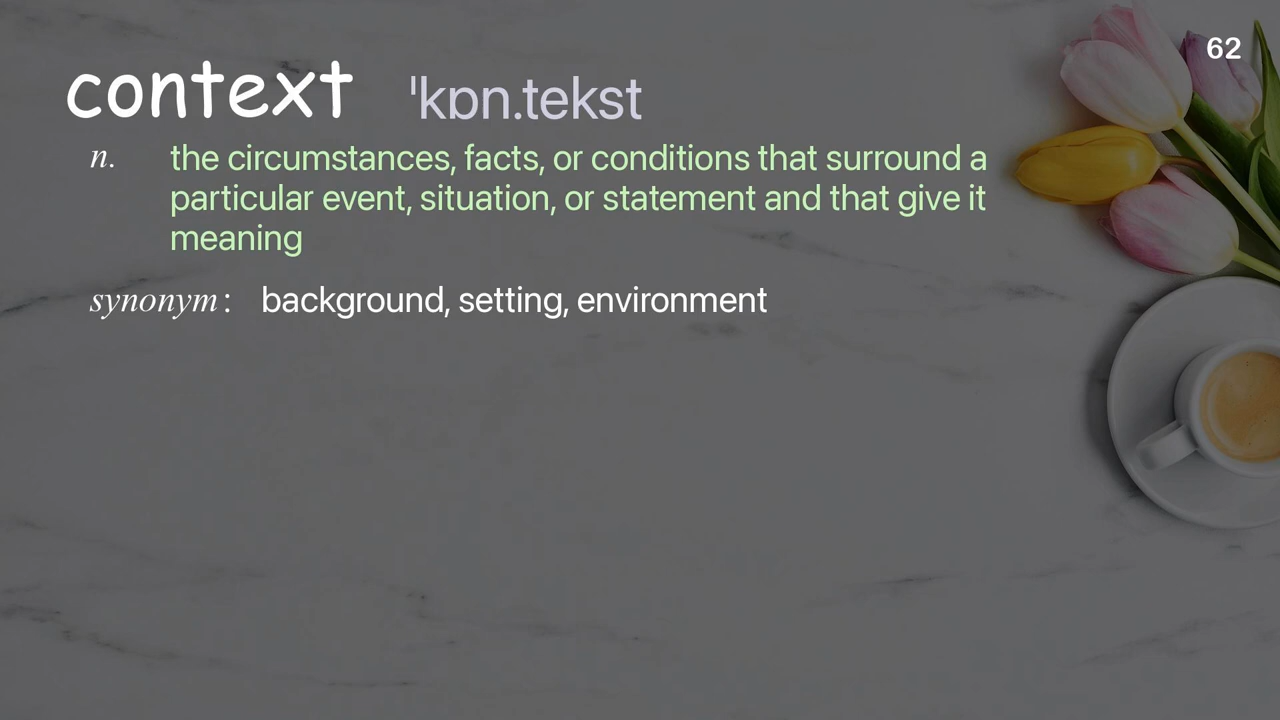 62
context ˈkɒn.tekst
n. the circumstances, facts, or conditions that surround a
particular event, situation, or statement and that give it
meaning
synonym: background, setting, environment